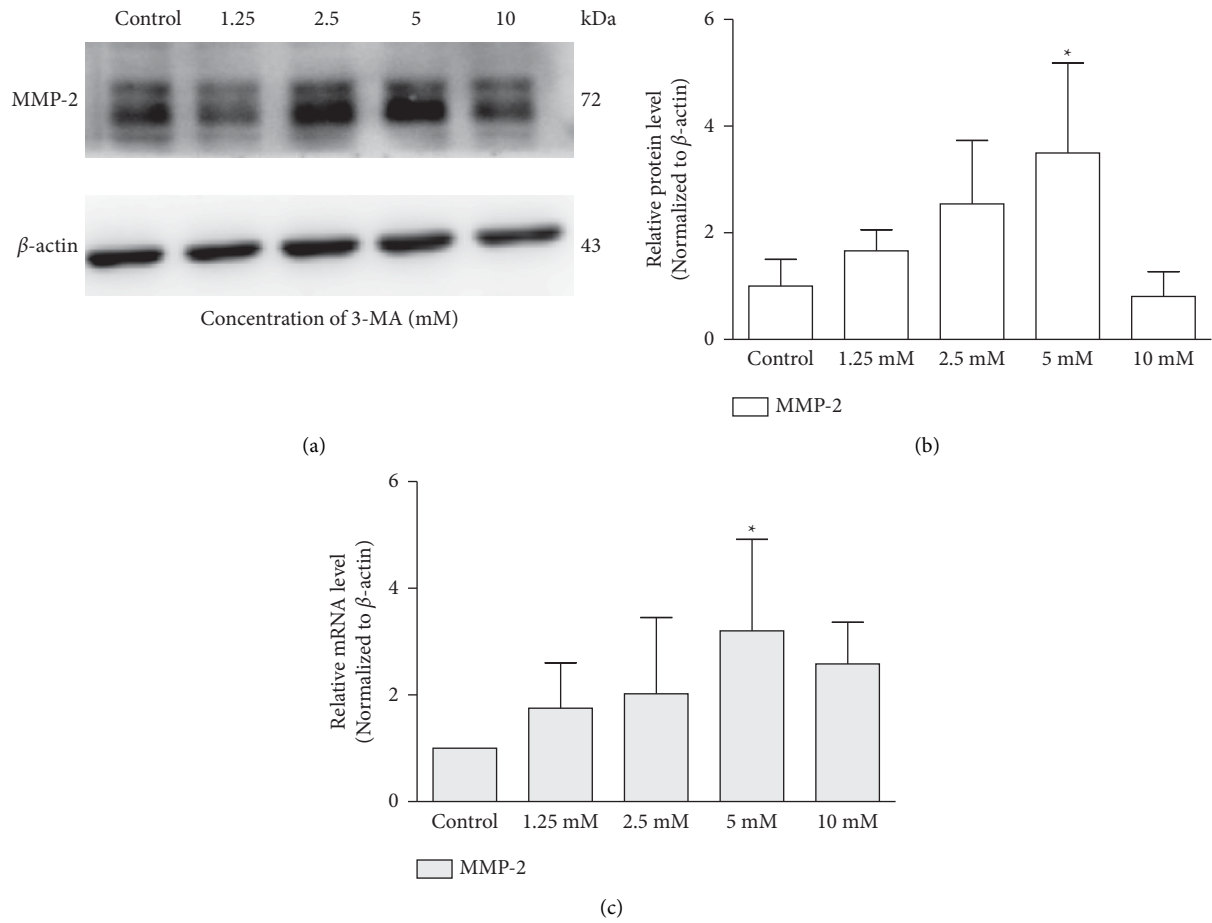 Control 1.25 2.5 5 10 kDa
MMP-2 72
β-actin 43
Concentration of 3-MA (mM)
(a)
Relative protein level
(Normalized to β-actin)
6
4
2
0
*
Control 1.25 mM 2.5 mM 5 mM 10 mM
MMP-2
(b)
Relative mRNA level
(Normalized to β-actin)
6
4
2
0
*
Control 1.25 mM 2.5 mM 5 mM 10 mM
MMP-2
(c)